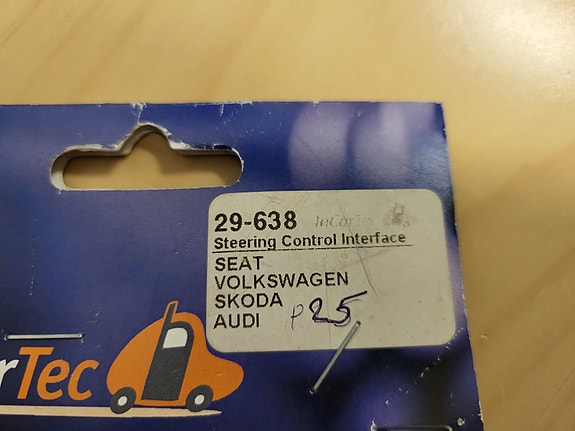 29-638
Steering Control Interface
SEAT
VOLKSWAGEN
SKODA
AUDI P25
rTec